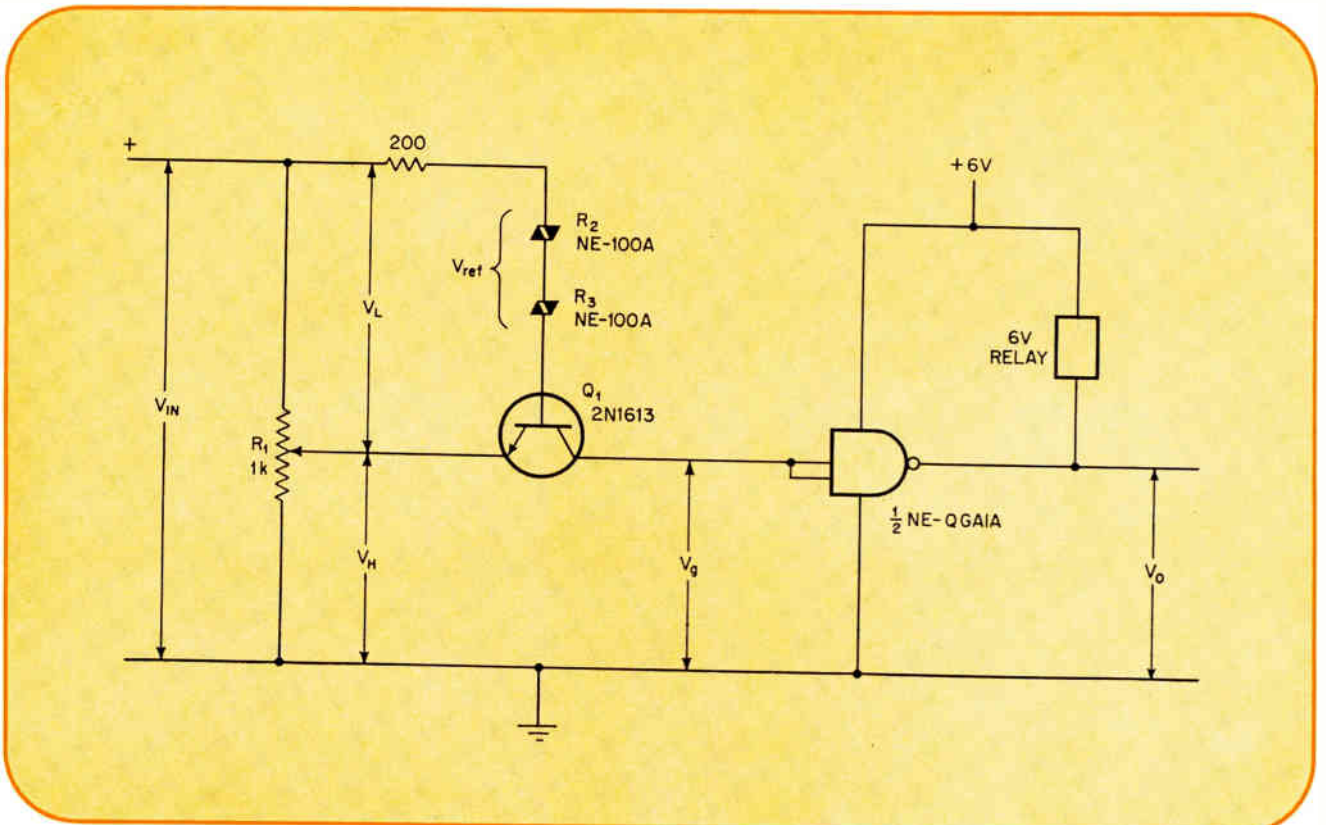 +
200
+6V
R2
NE-100A
Vref
R3
NE-100A
VL
6V
RELAY
Q1
2N1613
VIN
R1
1k
½ NE-QGAIA
VH
Vg
Vo